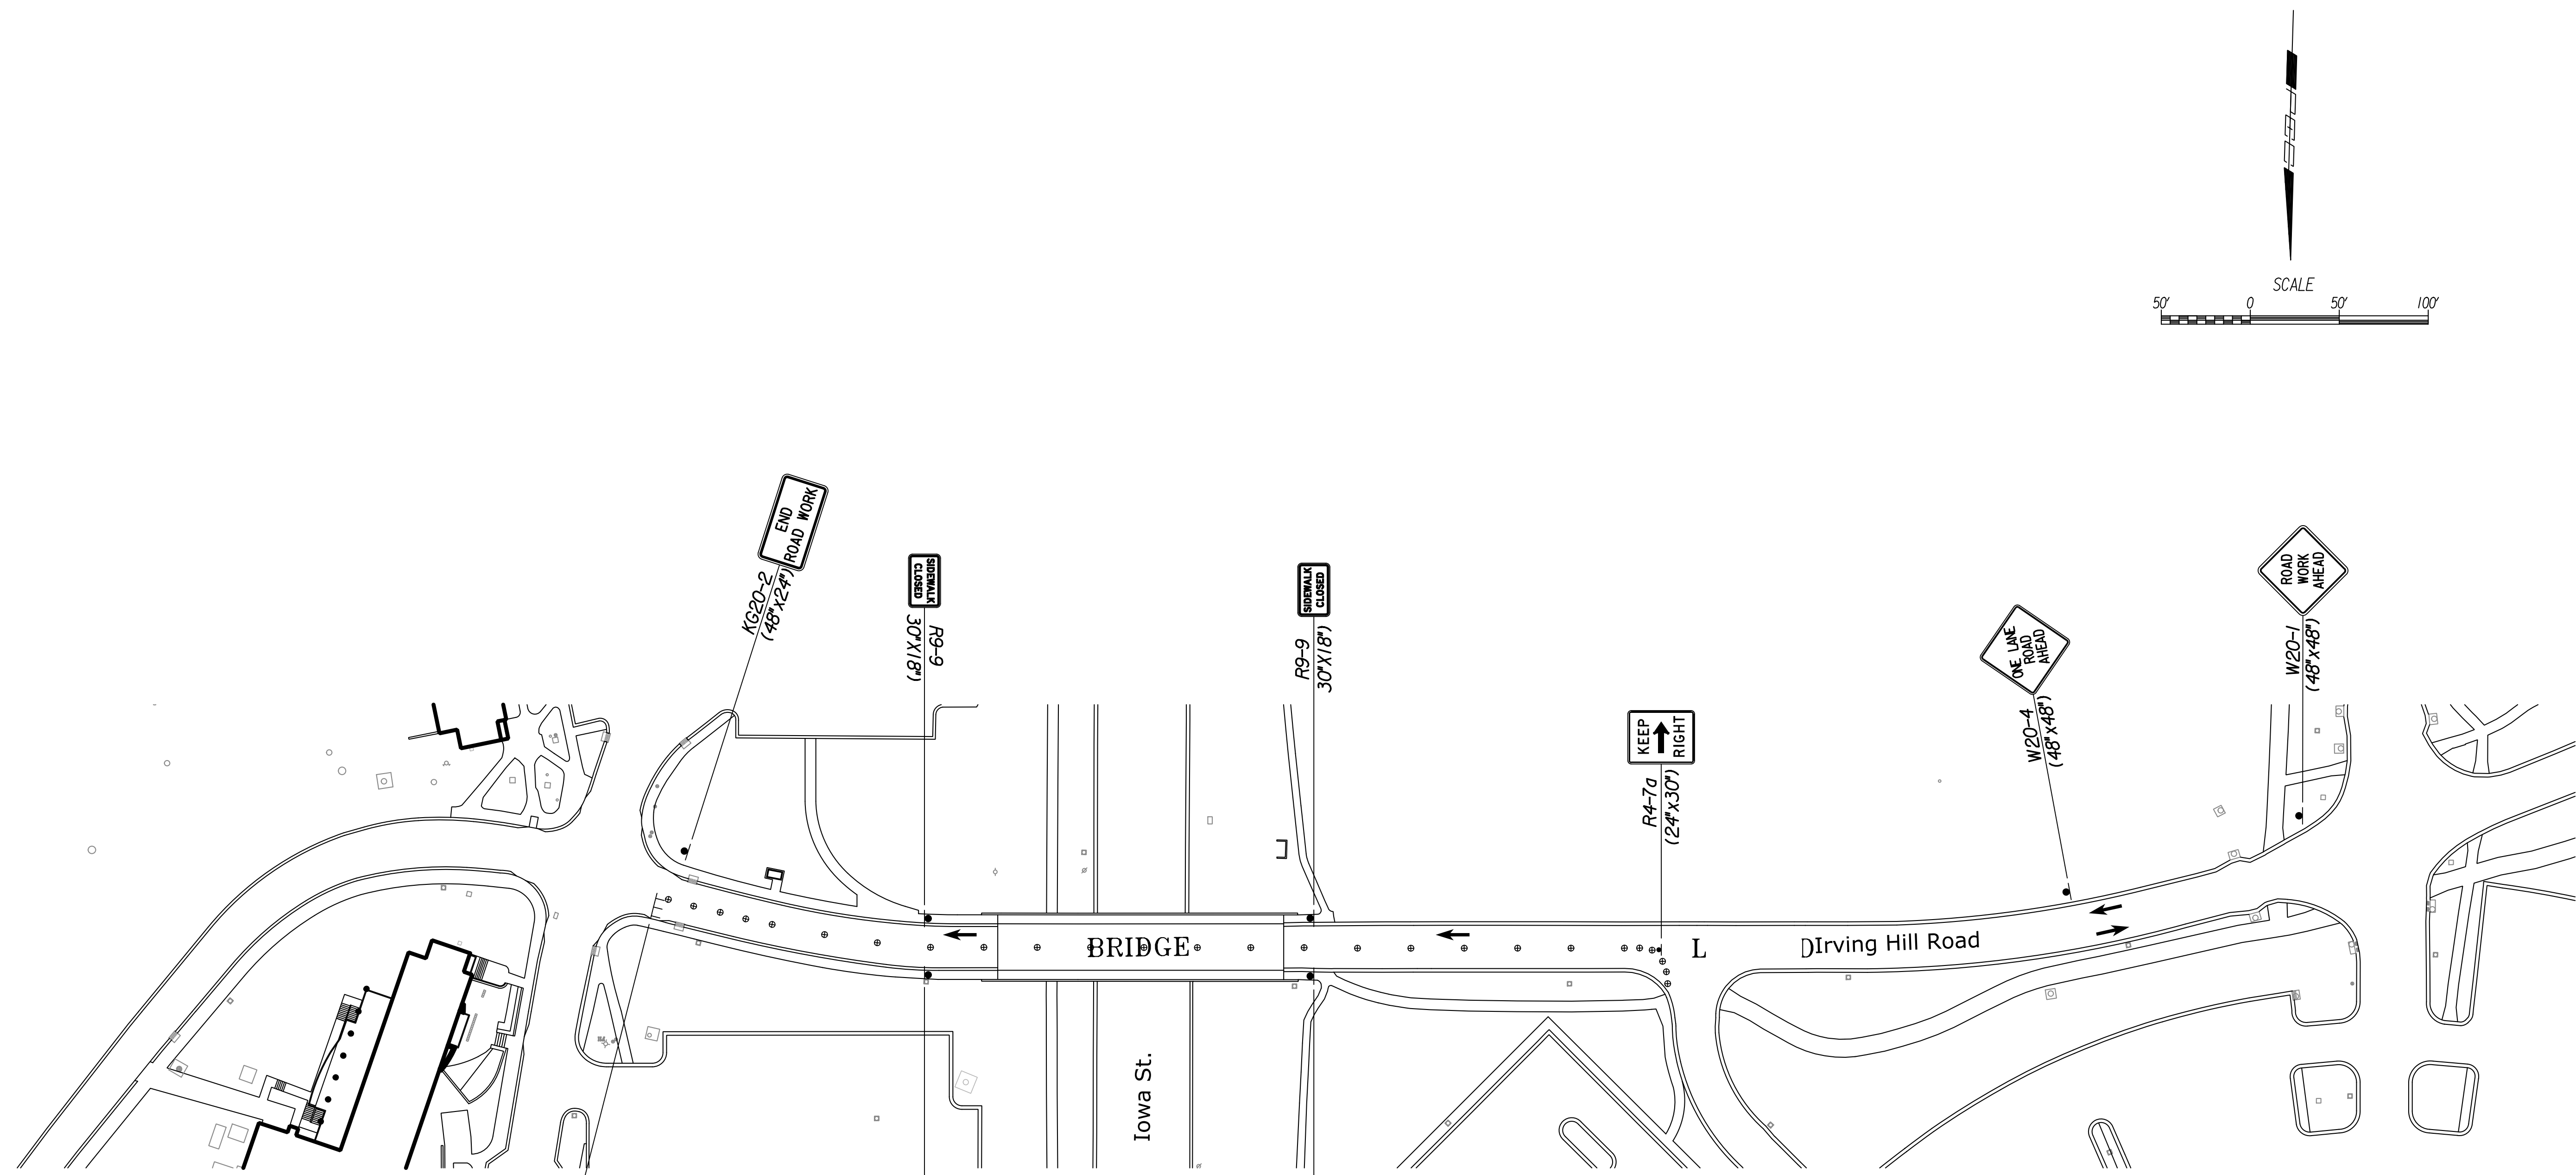 SCALE
50' 0 50' 100'
END
ROAD WORK
KG20-2
(48"x24")
SIDEWALK
CLOSED
R9-9
30"X18")
SIDEWALK
CLOSED
R9-9
30"X18")
KEEP
RIGHT
R4-7a
(24"x30")
ONE LANE
ROAD
AHEAD
W20-4
(48"x48")
ROAD
WORK
AHEAD
W20-1
(48"x48")
BRIDGE
L
D
Irving Hill Road
Iowa St.